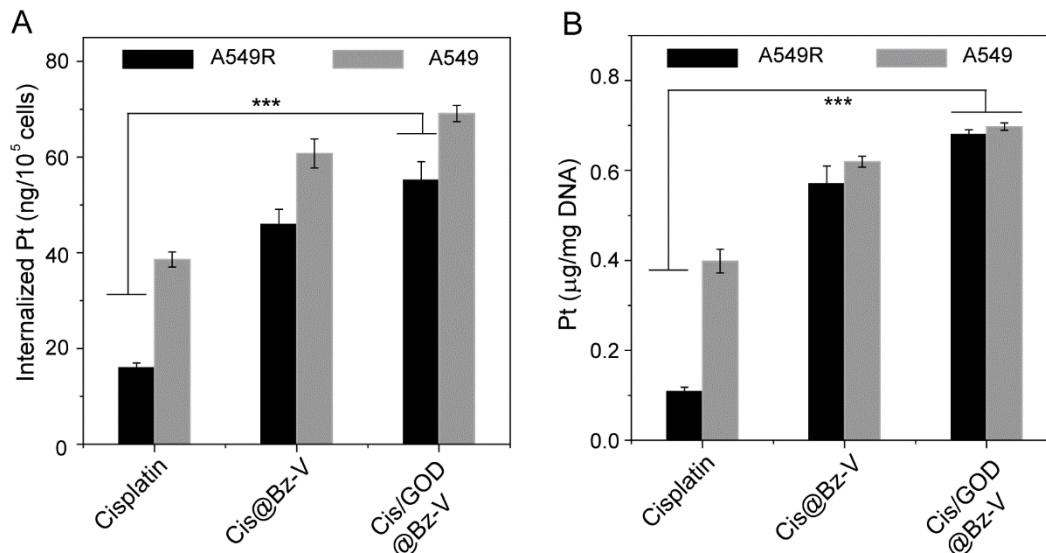 A
A549R
A549
80
60
40
20
0
Internalized Pt (ng/10⁵ cells)
***
Cisplatin
Cis@Bz-V
Cis/GOD
@Bz-V
B
A549R
A549
0.8
0.6
0.4
0.2
0.0
Pt (μg/mg DNA)
***
Cisplatin
Cis@Bz-V
Cis/GOD
@Bz-V